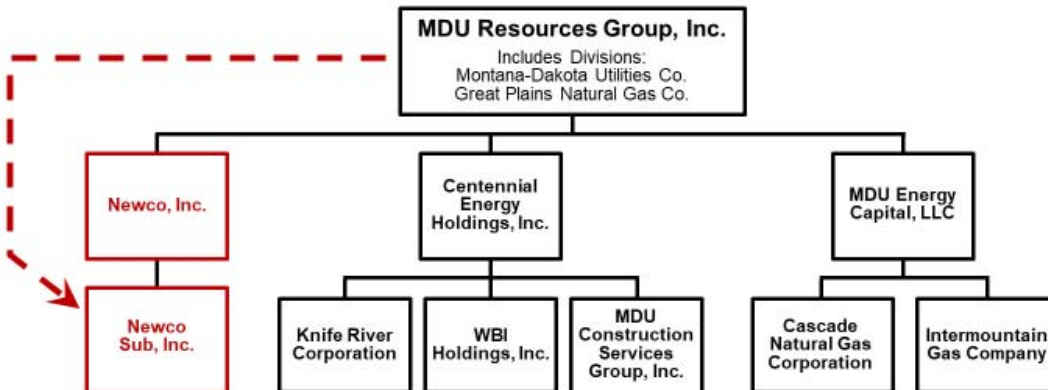 MDU Resources Group, Inc.
Includes Divisions:
Montana-Dakota Utilities Co.
Great Plains Natural Gas Co.
Newco, Inc.
Centennial
Energy
Holdings, Inc.
MDU Energy
Capital, LLC
Newco
Sub, Inc.
Knife River
Corporation
WBI
Holdings, Inc.
MDU
Construction
Services
Group, Inc.
Cascade
Natural Gas
Corporation
Intermountain
Gas Company